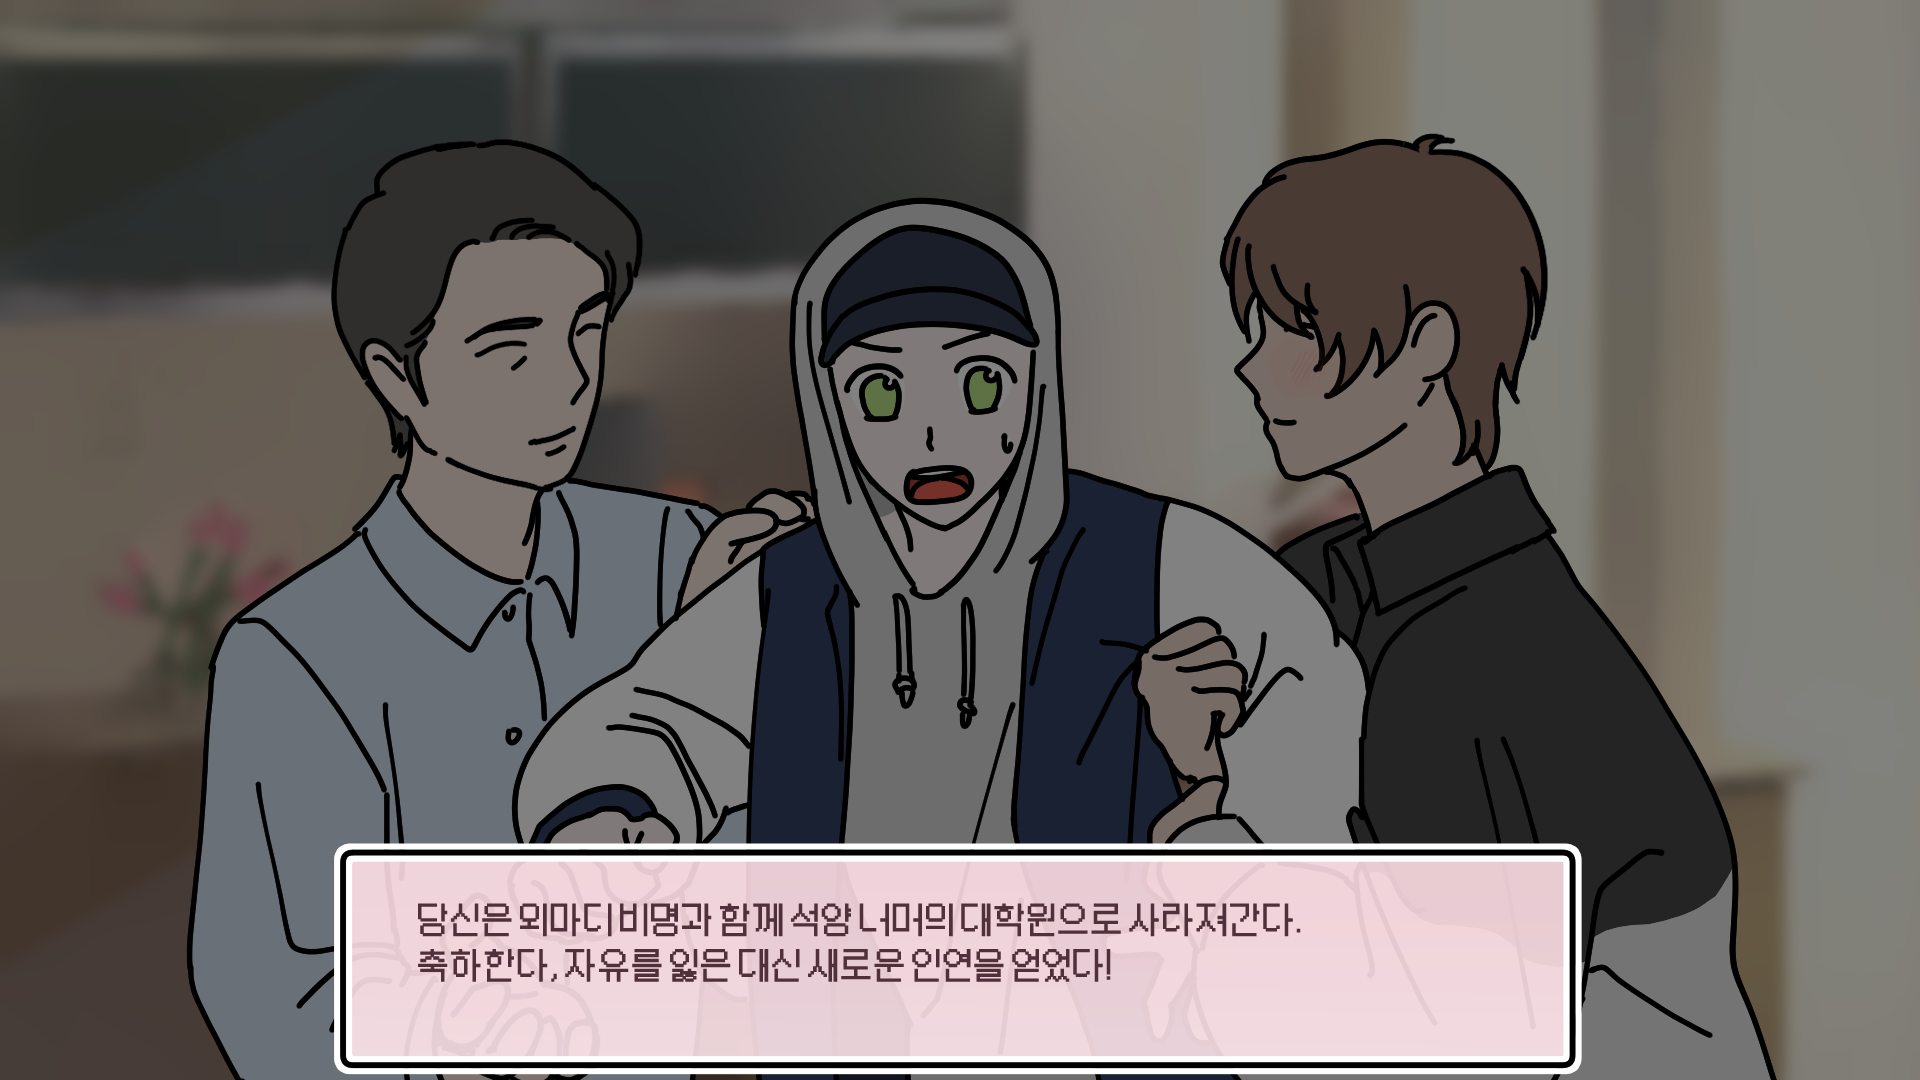 당신은 외마디 비명과 함께 석양 너머의 대학원으로 사라져간다.
축하한다, 자유를 잃은 대신 새로운 인연을 얻었다!